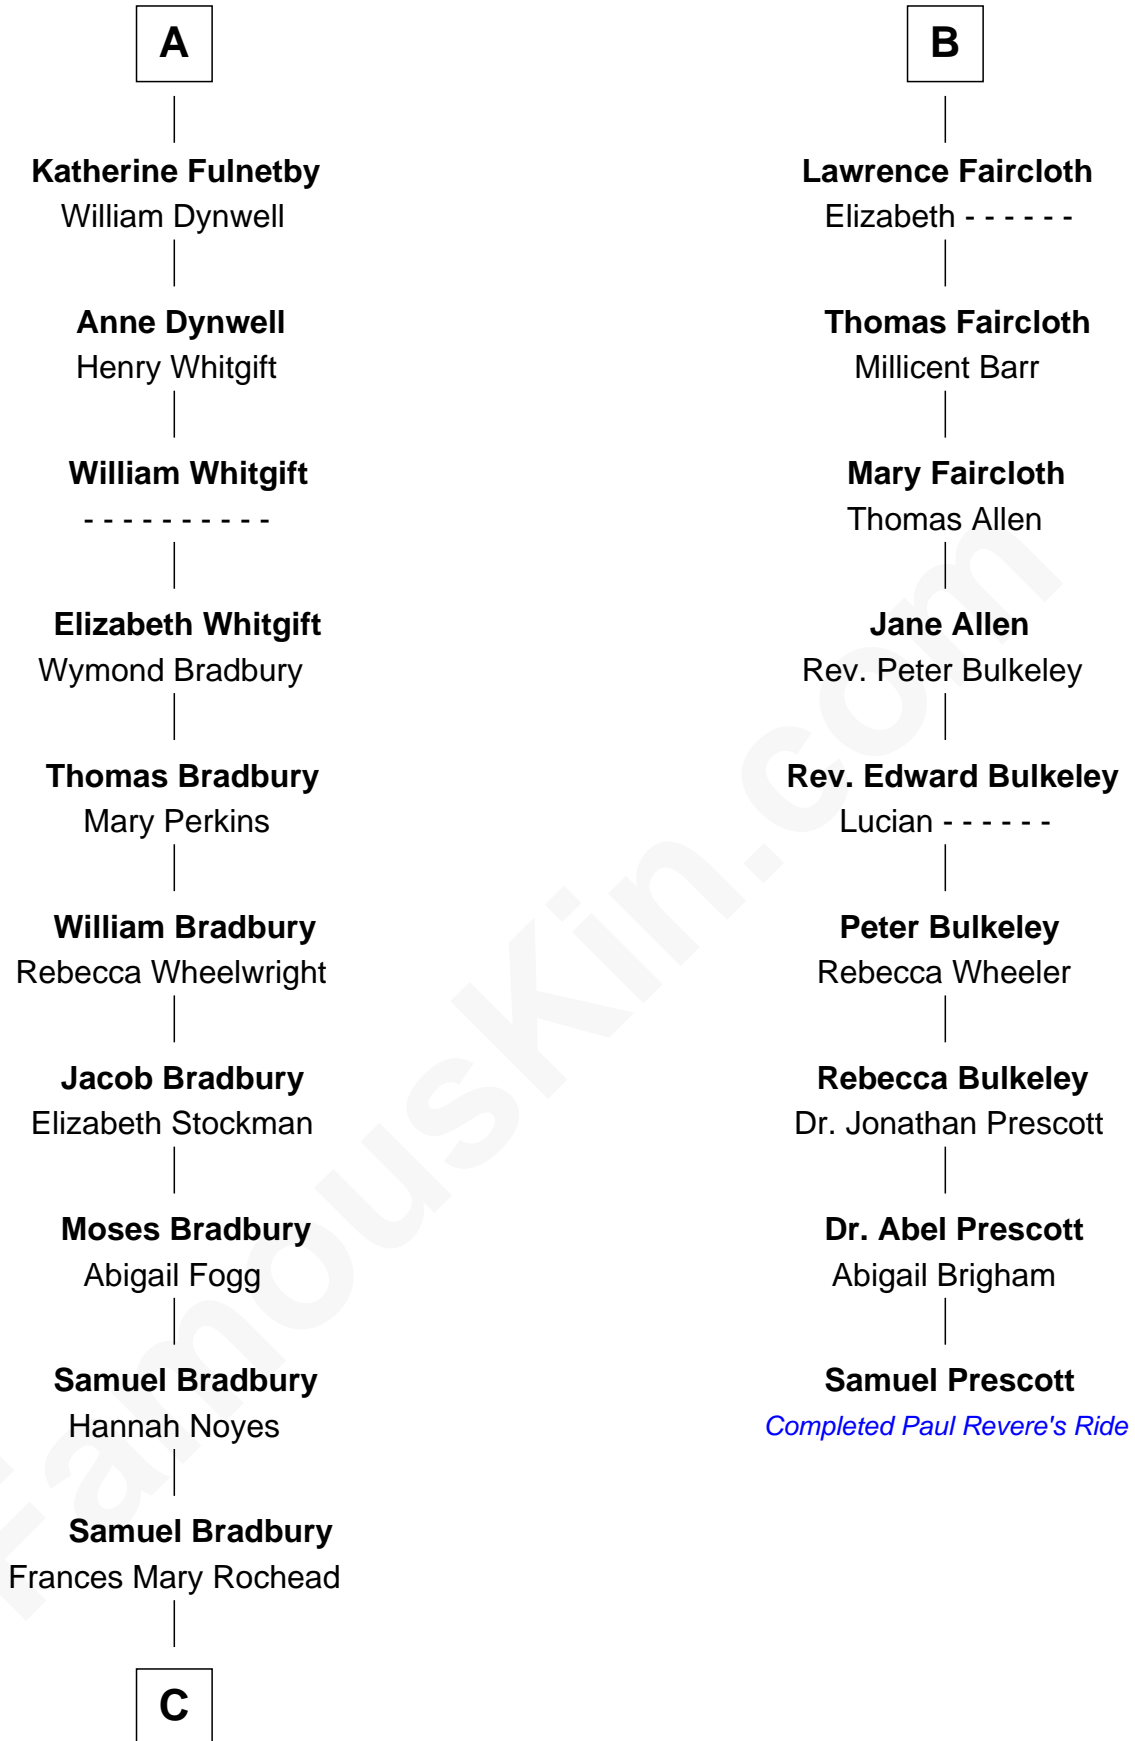 A
Katherine Fulnetby
William Dynwell
Anne Dynwell
Henry Whitgift
William Whitgift
- - - - - - - - - -
Elizabeth Whitgift
Wymond Bradbury
Thomas Bradbury
Mary Perkins
William Bradbury
Rebecca Wheelwright
Jacob Bradbury
Elizabeth Stockman
Moses Bradbury
Abigail Fogg
Samuel Bradbury
Hannah Noyes
Samuel Bradbury
Frances Mary Rochead
C
B
Lawrence Faircloth
Elizabeth - - - - - -
Thomas Faircloth
Millicent Barr
Mary Faircloth
Thomas Allen
Jane Allen
Rev. Peter Bulkeley
Rev. Edward Bulkeley
Lucian - - - - - -
Peter Bulkeley
Rebecca Wheeler
Rebecca Bulkeley
Dr. Jonathan Prescott
Dr. Abel Prescott
Abigail Brigham
Samuel Prescott
Completed Paul Revere's Ride
FamousKin.com